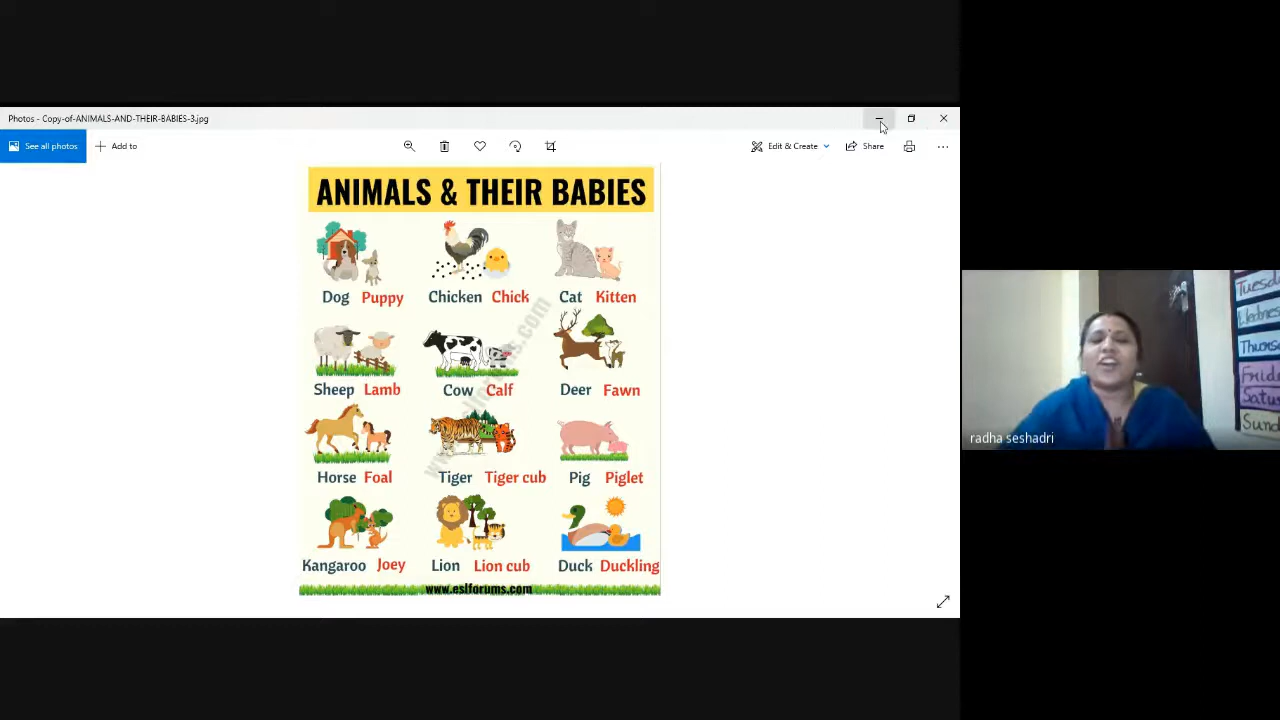 Photos - Copy-of-ANIMALS-AND-THEIR-BABIES-3.jpg
See all photos
Add to
Edit & Create
Share
ANIMALS & THEIR BABIES
Dog Puppy
Chicken Chick
Cat Kitten
Sheep Lamb
Cow Calf
Deer Fawn
Horse Foal
Tiger Tiger cub
Pig Piglet
Kangaroo Joey
Lion Lion cub
Duck Duckling
www.eslforums.com
radha seshadri